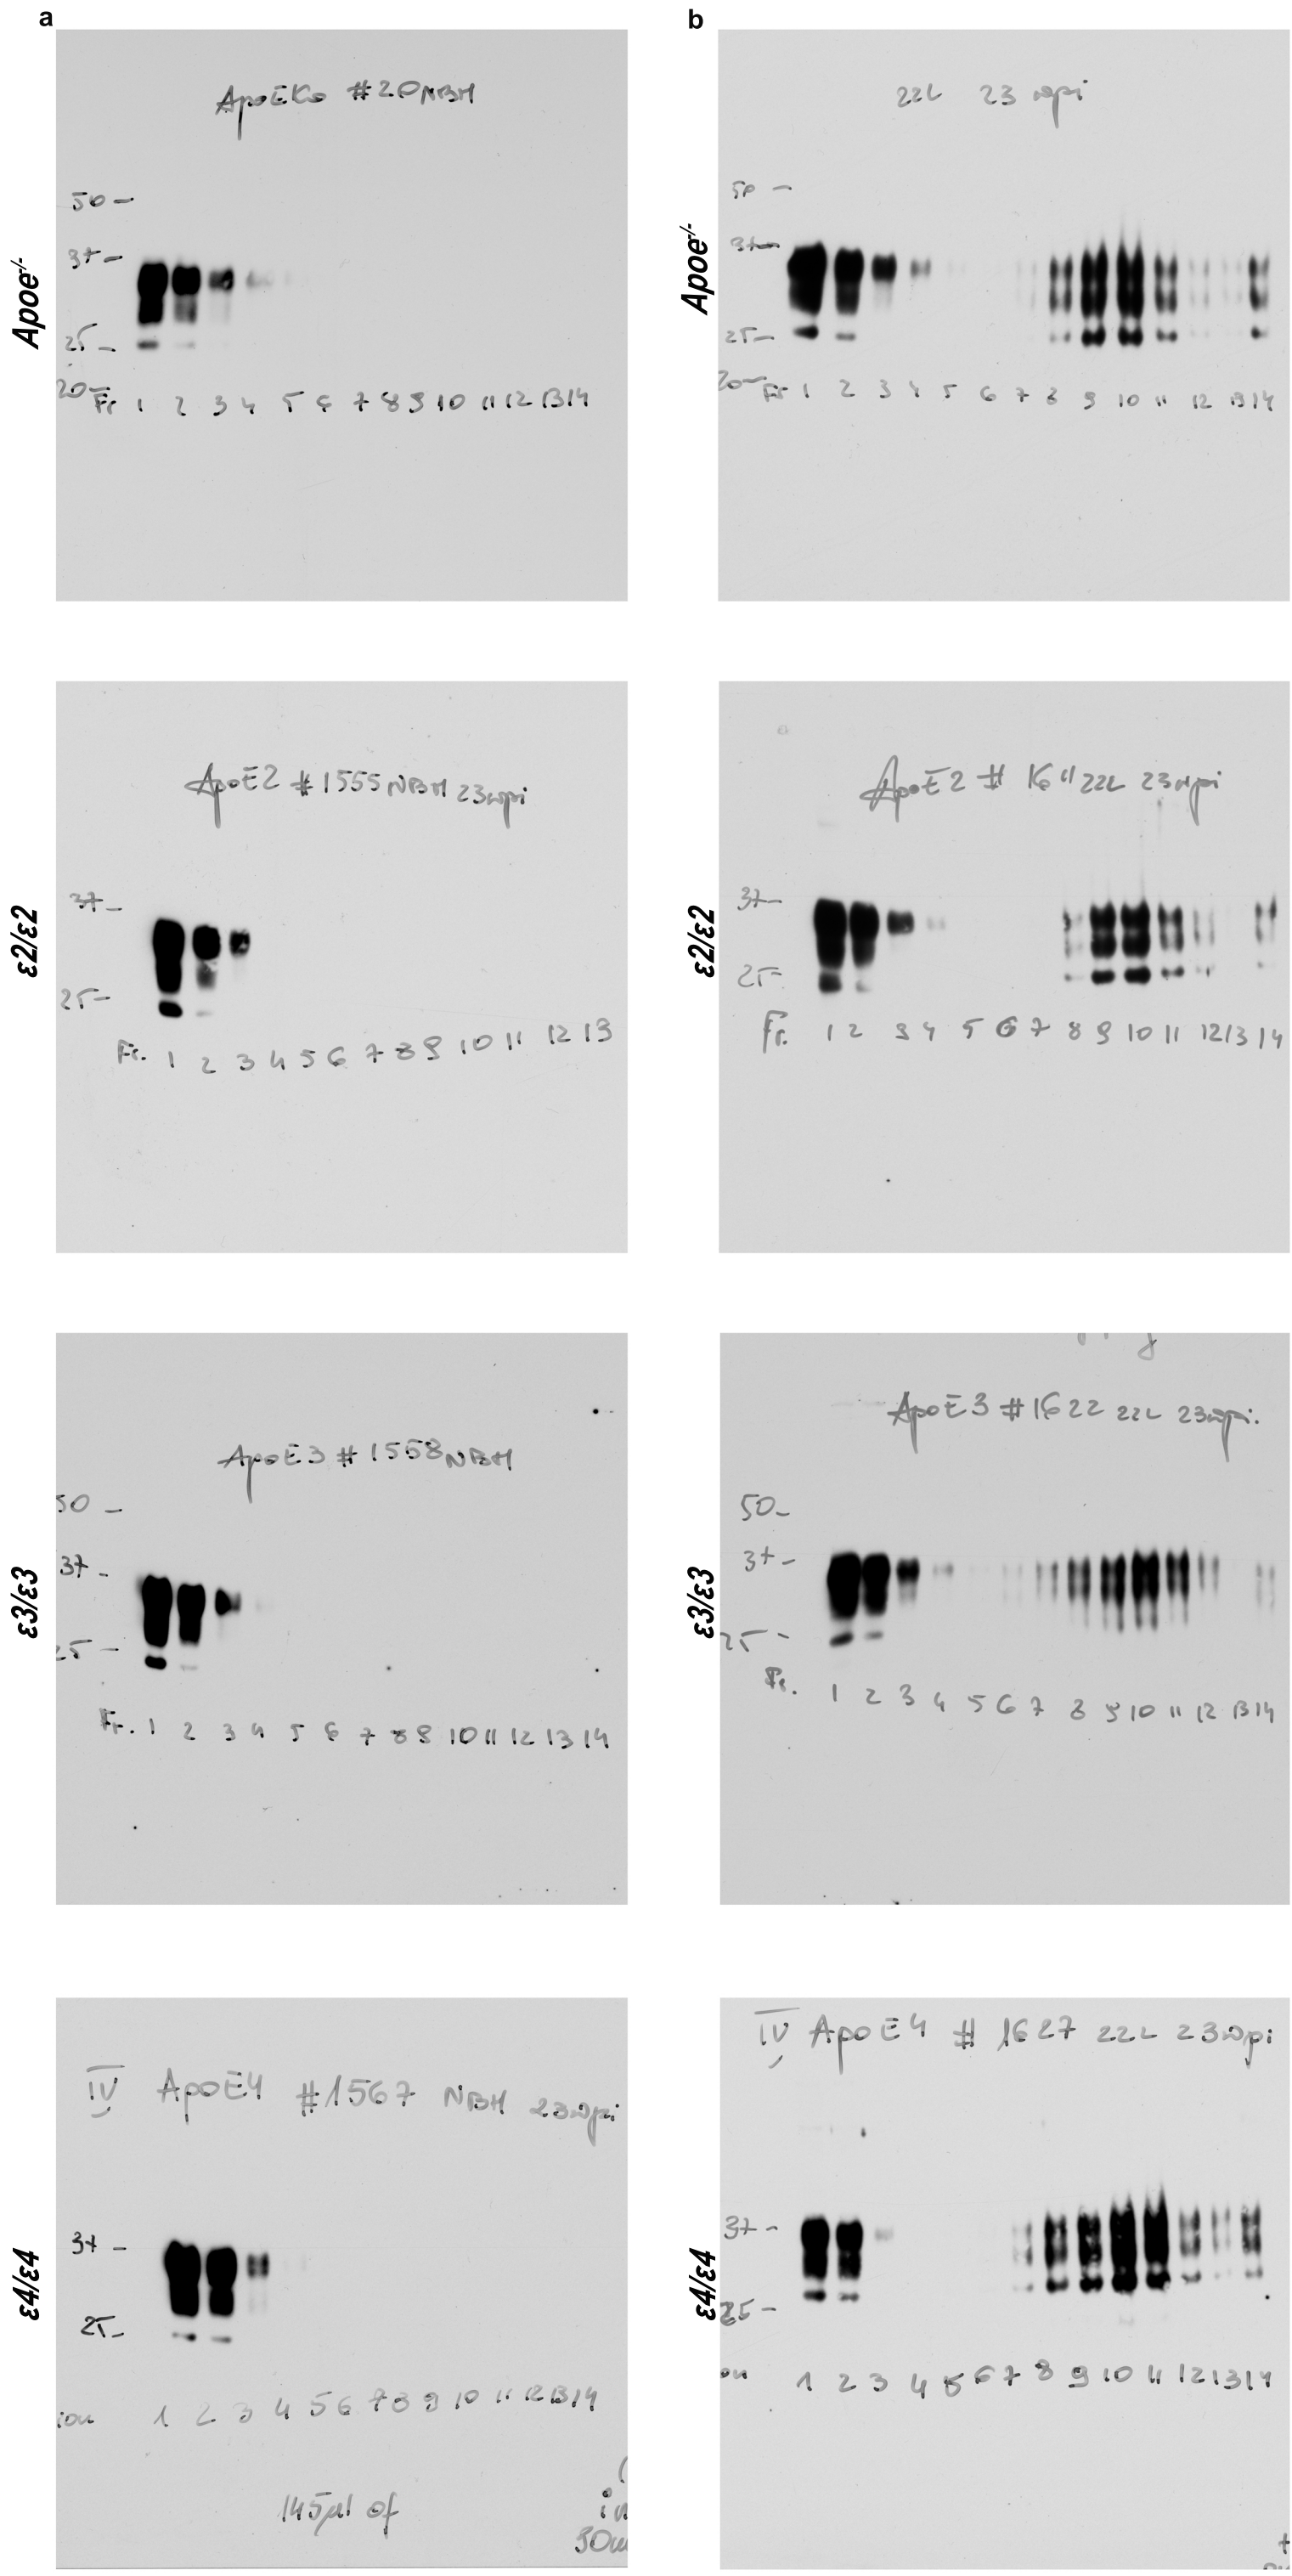 a
b
Apoe-/-
ApoEKo #20 NBH
50 -
37 -
25 -
20 -
Fr 1 2 3 4 5 6 7 8 9 10 11 12 13 14
Apoe-/-
22L 23 wpi
50 -
37 -
25 -
20 -
Fr 1 2 3 4 5 6 7 8 9 10 11 12 13 14
ε2/ε2
ApoE2 #1555 NBH 23wpi
37 -
25 -
Fr. 1 2 3 4 5 6 7 8 9 10 11 12 13
ε2/ε2
ApoE2 # 1611 22L 23wpi
37 -
25 -
Fr. 1 2 3 4 5 6 7 8 9 10 11 12 13 14
ε3/ε3
ApoE3 #1558 NBH
50 -
37 -
25 -
Fr. 1 2 3 4 5 6 7 8 9 10 11 12 13 14
ε3/ε3
ApoE3 #1622 22L 23wpi.
50 -
37 -
25 -
Fr. 1 2 3 4 5 6 7 8 9 10 11 12 13 14
ε4/ε4
IV ApoE4 #1567 NBH 23wpi
37 -
25 -
ion 1 2 3 4 5 6 7 8 9 10 11 12 13 14
145µl of
ε4/ε4
IV ApoE4 # 1627 22L 23wpi
37 -
25 -
on 1 2 3 4 5 6 7 8 9 10 11 12 13 14